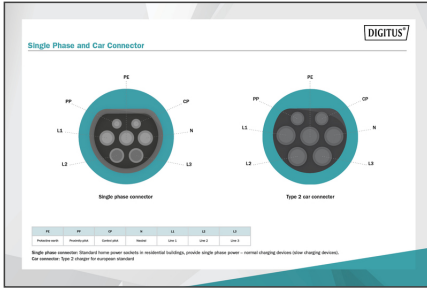 DIGITUS®
Single Phase and Car Connector
PE PE
PP CP PP CP
L1 N L1 N
L2 L3 L2 L3
Single phase connector Type 2 car connector
PE PP CP N L1 L2 L3
Protective earth Proximity pilot Control pilot Neutral Line 1 Line 2 Line 3
Single phase connector: Standard home power sockets in residential buildings, provide single phase power – normal charging devices (slow charging devices).
Car connector: Type 2 charger for european standard